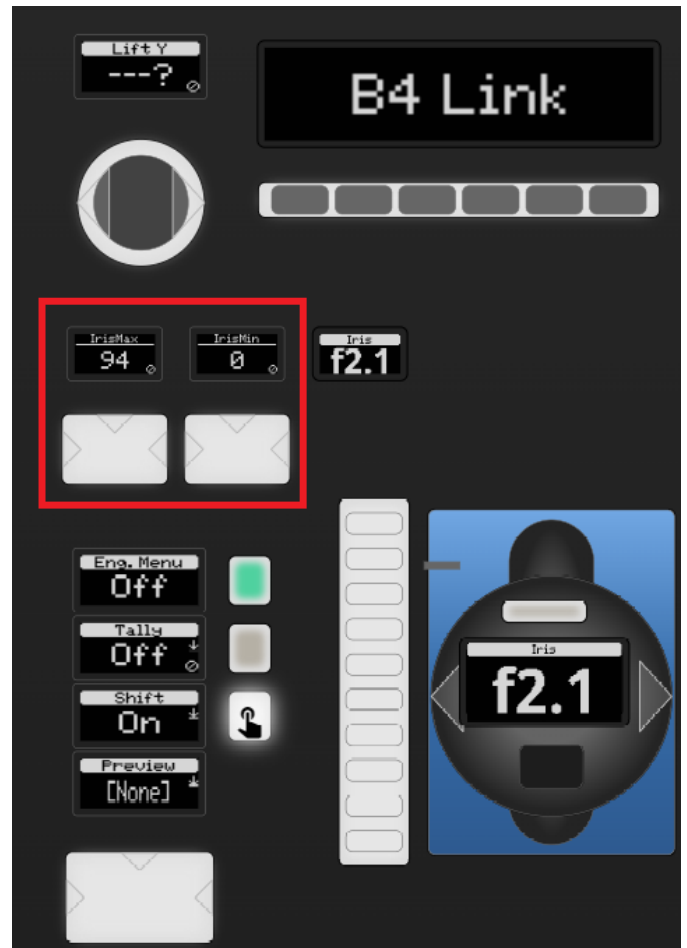 Lift Y
---?
B4 Link
IrisMax
94
IrisMin
0
Iris
f2.1
Eng. Menu
Off
Tally
Off
Shift
On
Preview
[None]
Iris
f2.1